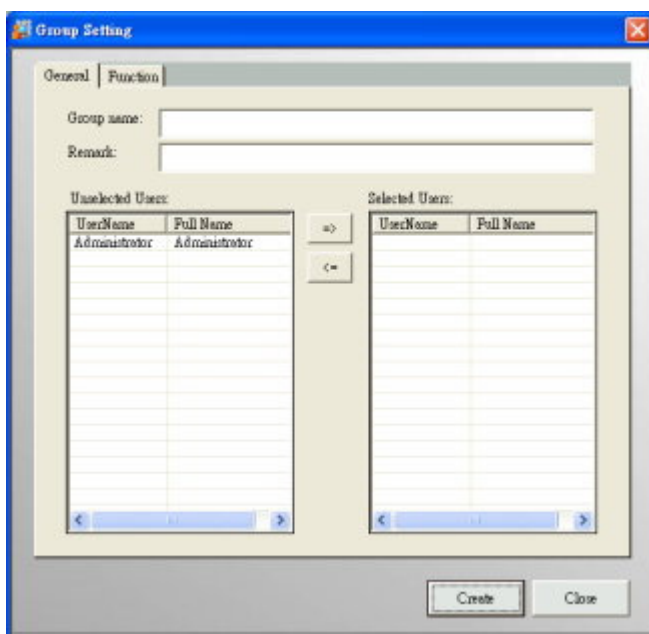 Group Setting
General Function
Group name:
Remark:
Unselected Users:
UserName Full Name
Administrator Administrator
=>
<=
Selected Users:
UserName Full Name
Create Close